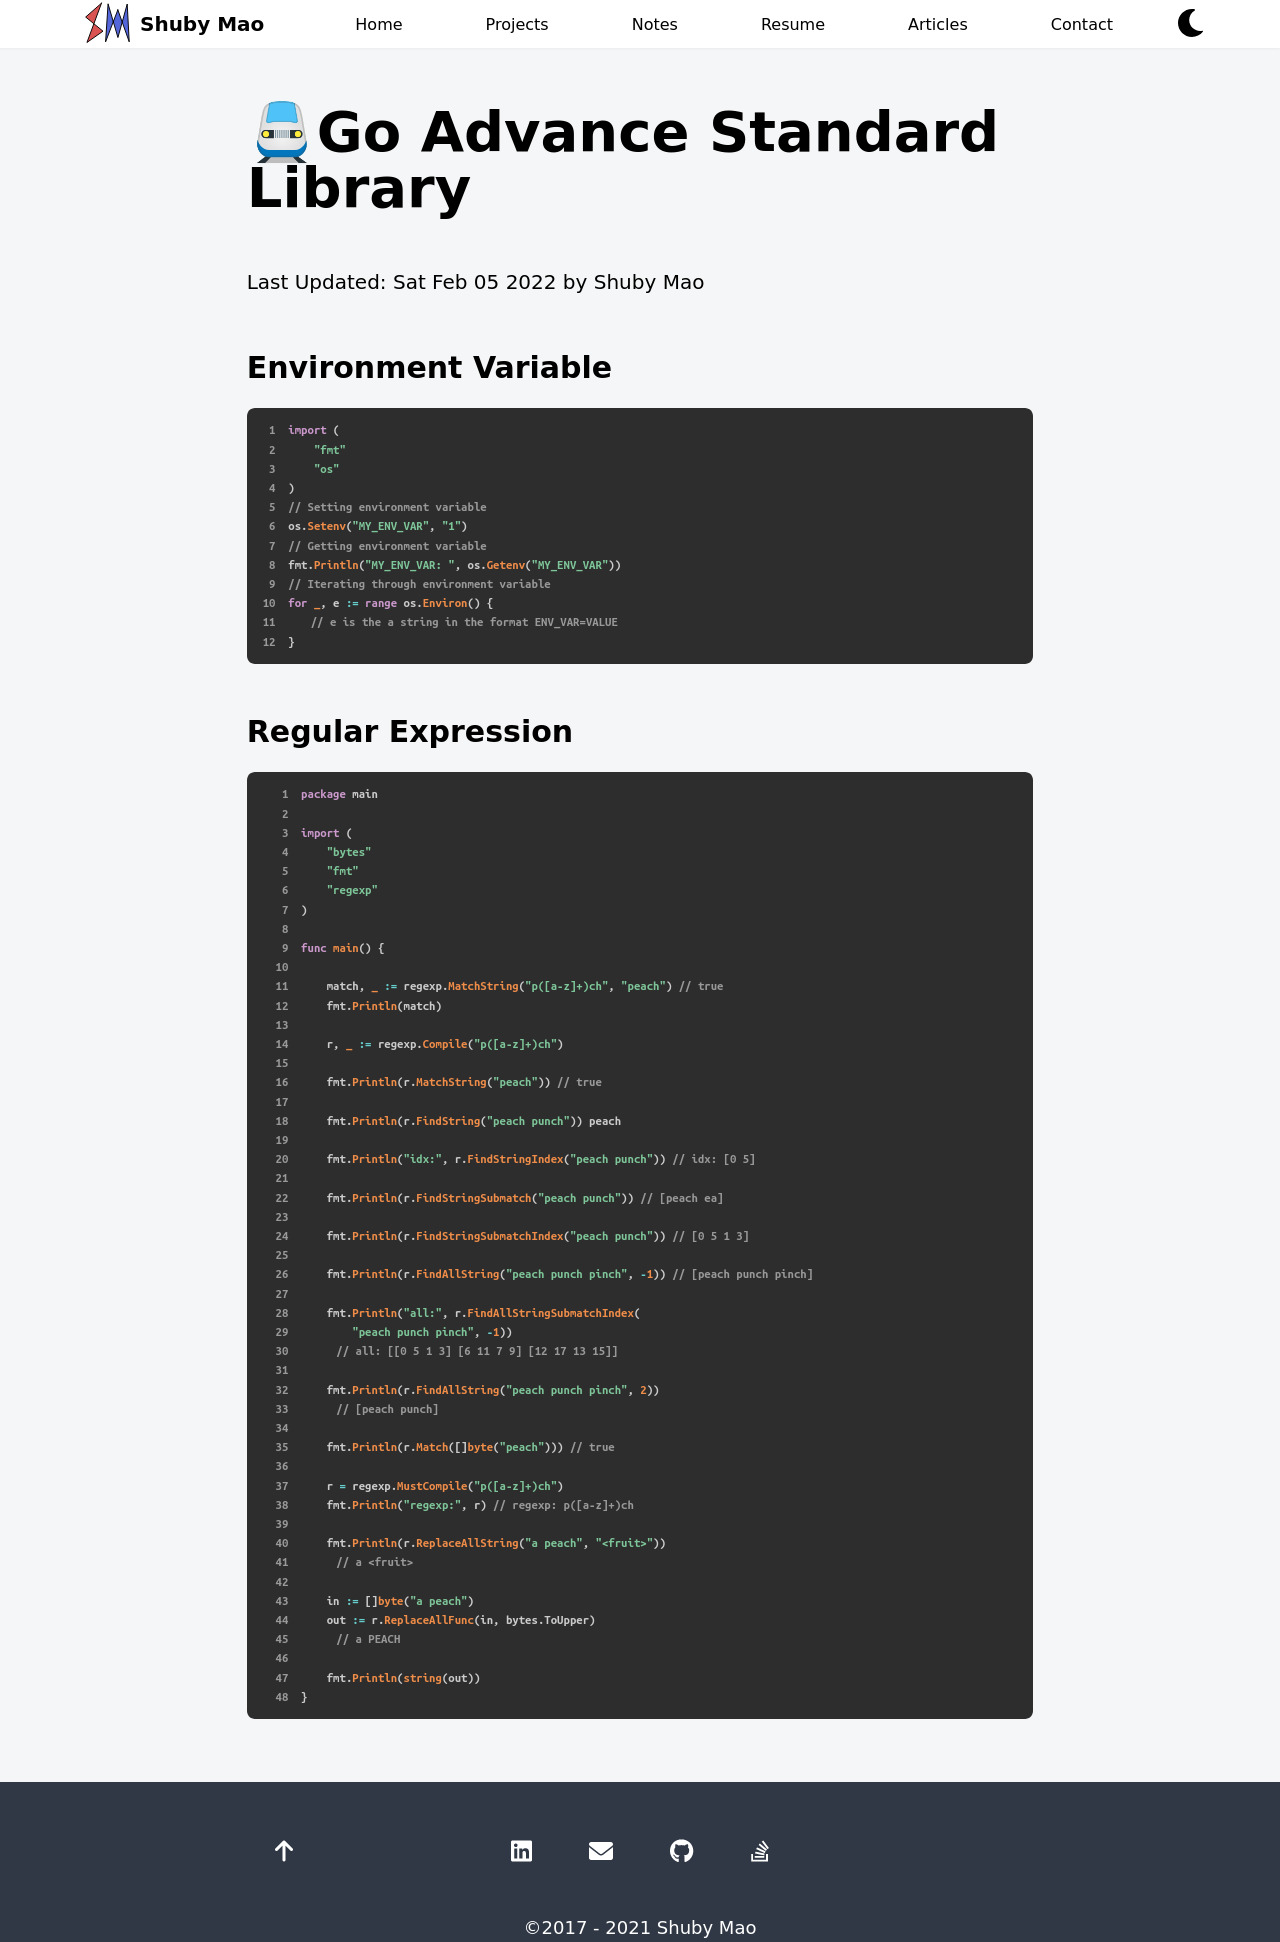 Shuby Mao
Home
Projects
Notes
Resume
Articles
Contact
Go Advance Standard
Library
Last Updated: Sat Feb 05 2022 by Shuby Mao
Environment Variable
1 import (
2     "fmt"
3     "os"
4 )
5 // Setting environment variable
6 os.Setenv("MY_ENV_VAR", "1")
7 // Getting environment variable
8 fmt.Println("MY_ENV_VAR: ", os.Getenv("MY_ENV_VAR"))
9 // Iterating through environment variable
10 for _, e := range os.Environ() {
11     // e is the a string in the format ENV_VAR=VALUE
12 }
Regular Expression
1 package main
2
3 import (
4     "bytes"
5     "fmt"
6     "regexp"
7 )
8
9 func main() {
10
11     match, _ := regexp.MatchString("p([a-z]+)ch", "peach") // true
12     fmt.Println(match)
13
14     r, _ := regexp.Compile("p([a-z]+)ch")
15
16     fmt.Println(r.MatchString("peach")) // true
17
18     fmt.Println(r.FindString("peach punch")) peach
19
20     fmt.Println("idx:", r.FindStringIndex("peach punch")) // idx: [0 5]
21
22     fmt.Println(r.FindStringSubmatch("peach punch")) // [peach ea]
23
24     fmt.Println(r.FindStringSubmatchIndex("peach punch")) // [0 5 1 3]
25
26     fmt.Println(r.FindAllString("peach punch pinch", -1)) // [peach punch pinch]
27
28     fmt.Println("all:", r.FindAllStringSubmatchIndex(
29         "peach punch pinch", -1))
30     // all: [[0 5 1 3] [6 11 7 9] [12 17 13 15]]
31
32     fmt.Println(r.FindAllString("peach punch pinch", 2))
33     // [peach punch]
34
35     fmt.Println(r.Match([]byte("peach"))) // true
36
37     r = regexp.MustCompile("p([a-z]+)ch")
38     fmt.Println("regexp:", r) // regexp: p([a-z]+)ch
39
40     fmt.Println(r.ReplaceAllString("a peach", "<fruit>"))
41     // a <fruit>
42
43     in := []byte("a peach")
44     out := r.ReplaceAllFunc(in, bytes.ToUpper)
45     // a PEACH
46
47     fmt.Println(string(out))
48 }
©2017 - 2021 Shuby Mao